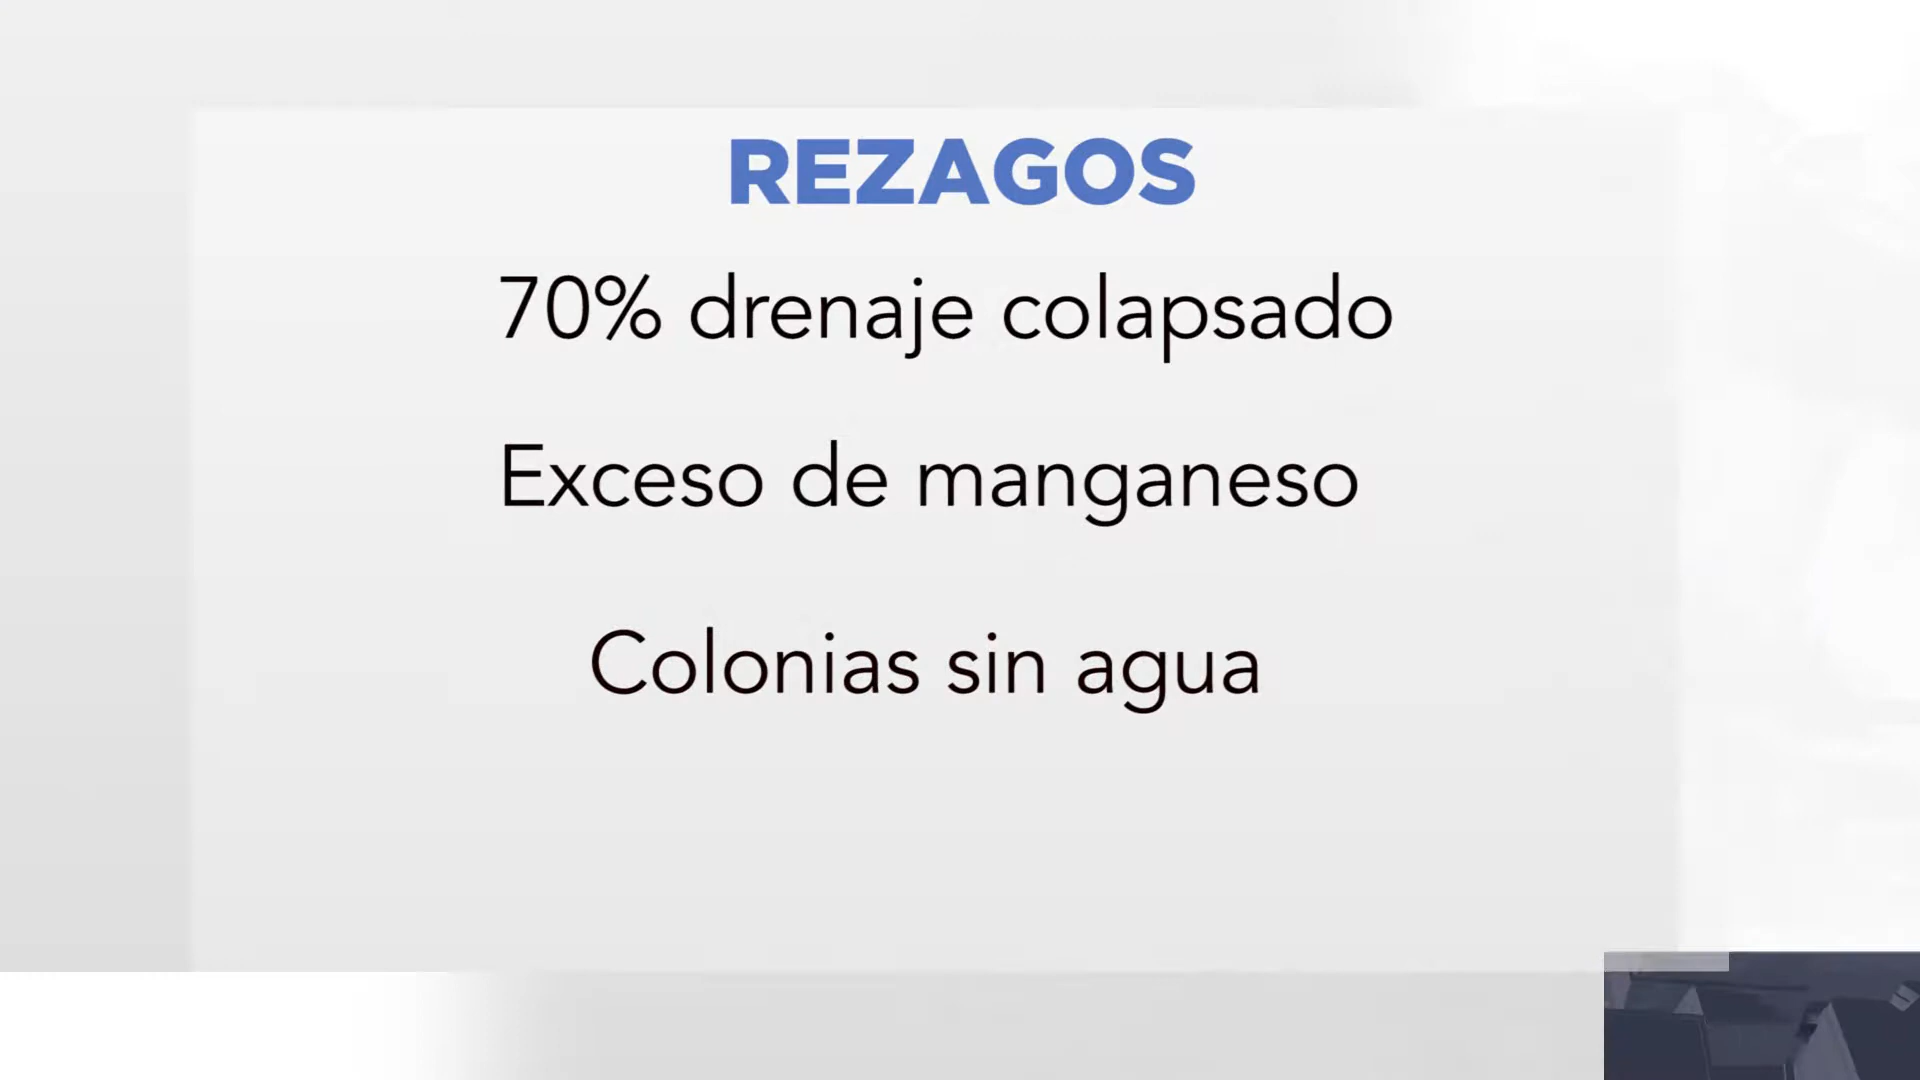 REZAGOS
70% drenaje colapsado
Exceso de manganeso
Colonias sin agua